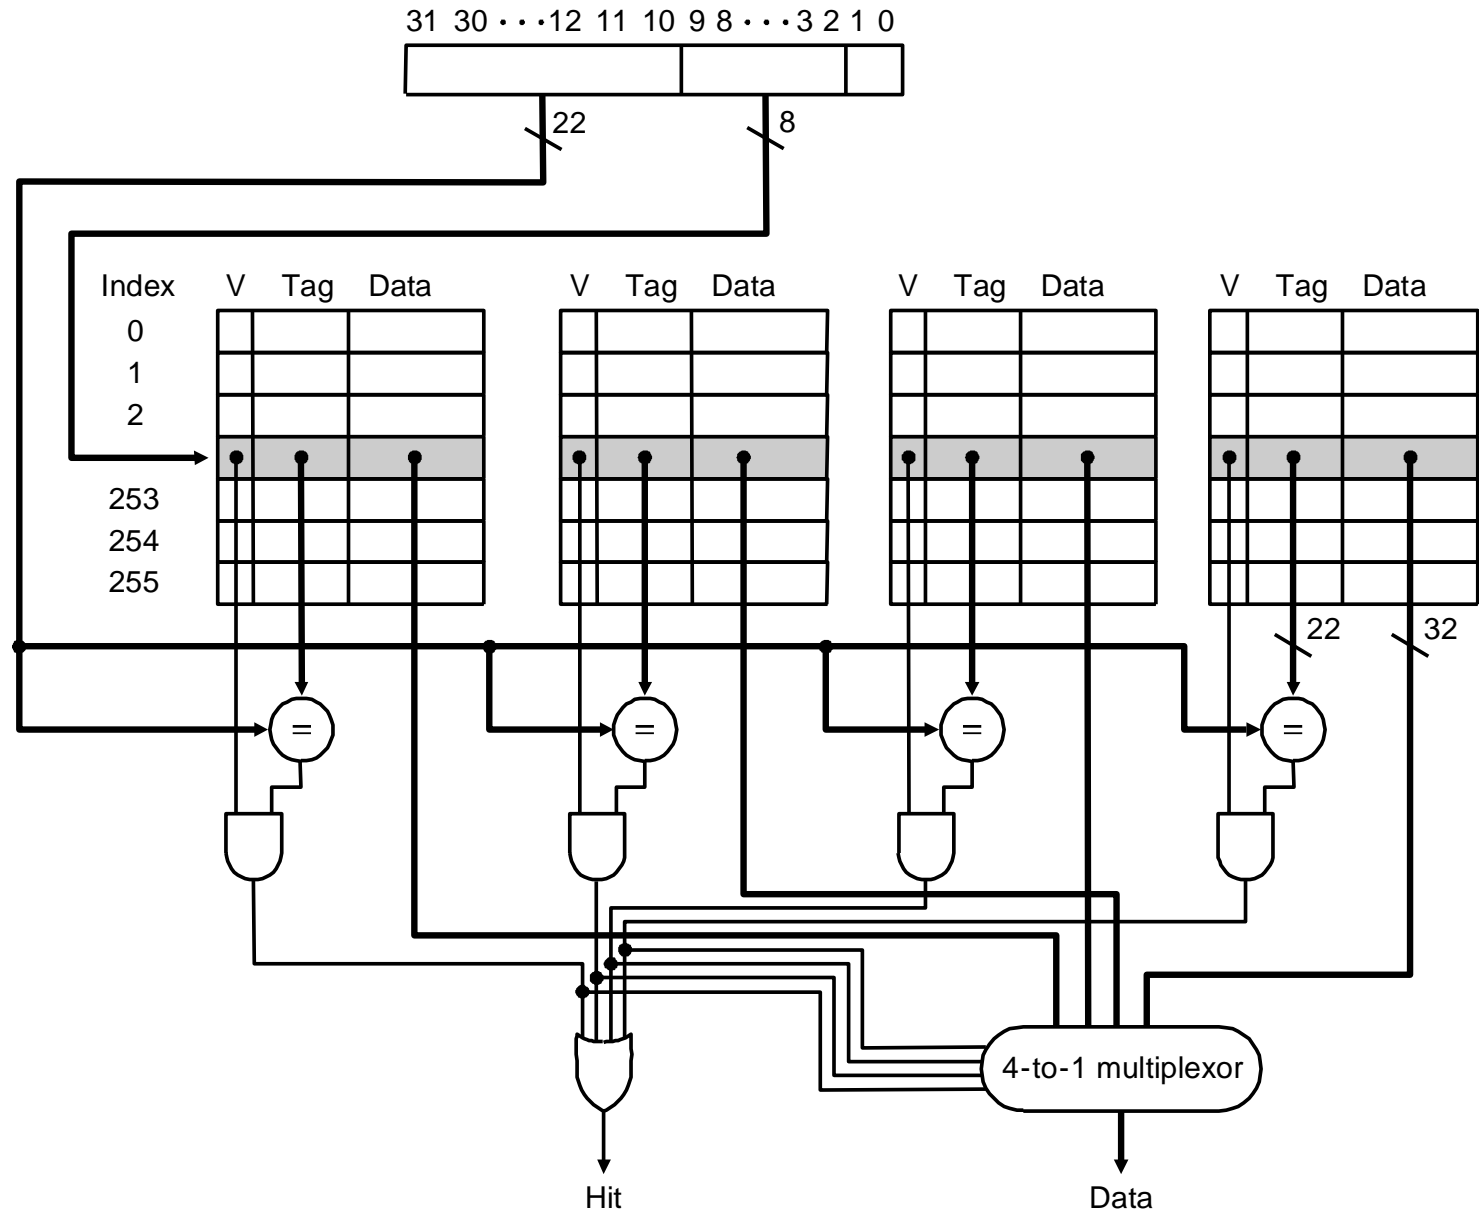 31 30 ···12 11 10 9 8 ···3 2 1 0
22
8
Index V Tag Data V Tag Data V Tag Data V Tag Data
0
1
2
253
254
255
22
32
= = = =
4-to-1 multiplexor
Hit
Data